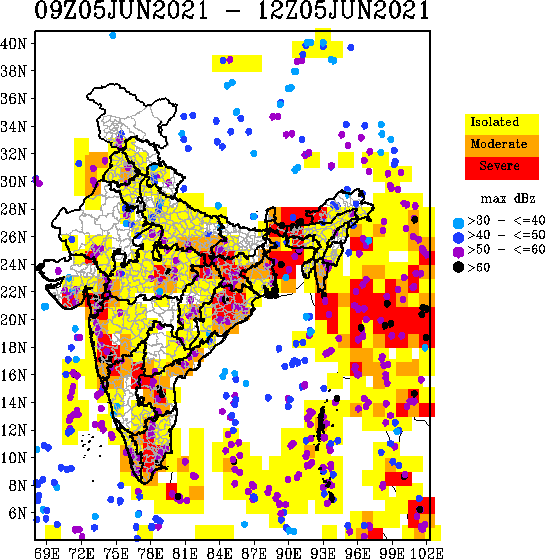 09Z05JUN2021 - 12Z05JUN2021
40N
38N
36N
34N
32N
30N
28N
26N
24N
22N
20N
18N
16N
14N
12N
10N
8N
6N
69E 72E 75E 78E 81E 84E 87E 90E 93E 96E 99E 102E
Isolated
Moderate
Severe
max dBz
>30 - <=40
>40 - <=50
>50 - <=60
>60